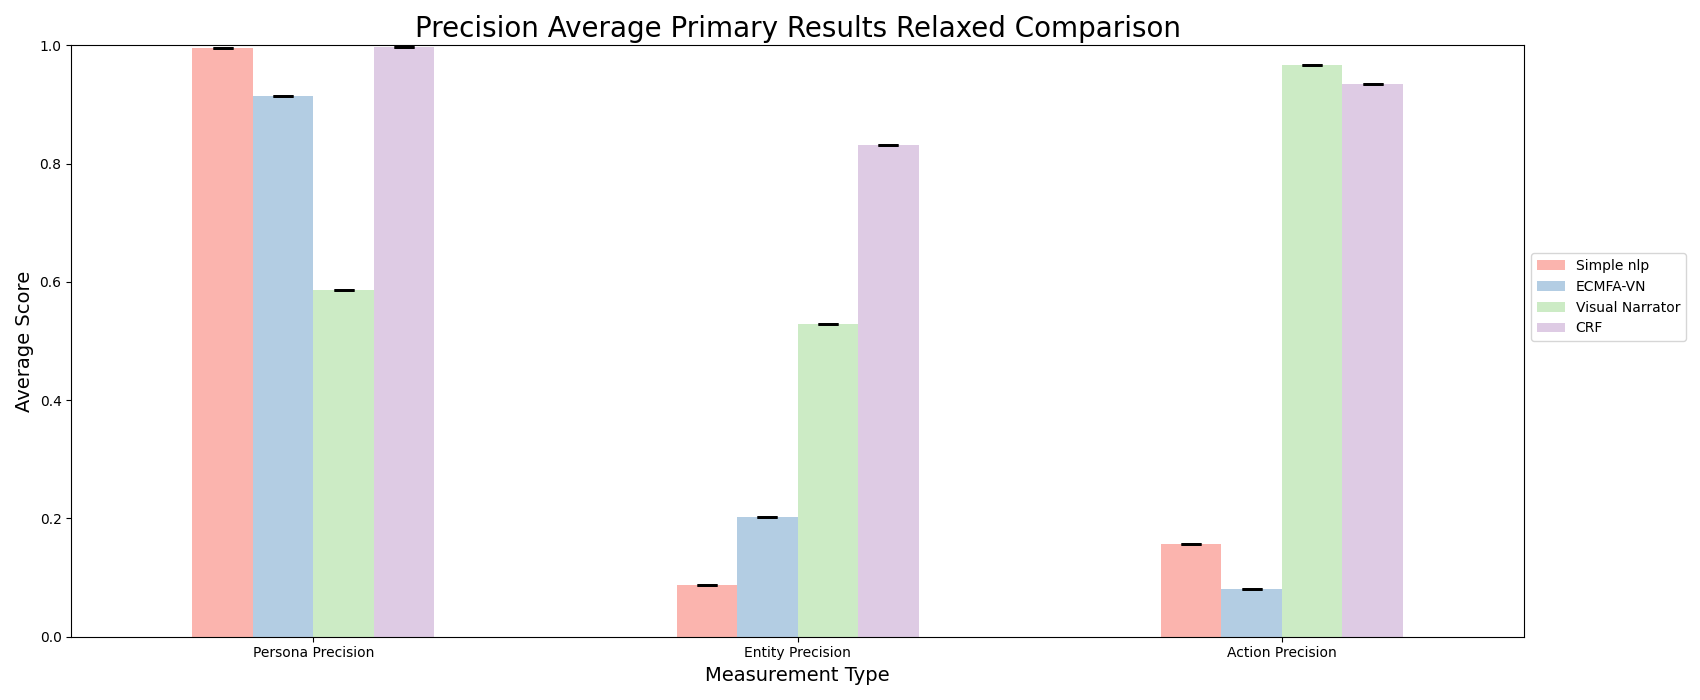 Precision Average Primary Results Relaxed Comparison
Average Score
1.0
0.8
0.6
0.4
0.2
0.0
Persona Precision
Entity Precision
Action Precision
Measurement Type
Simple nlp
ECMFA-VN
Visual Narrator
CRF